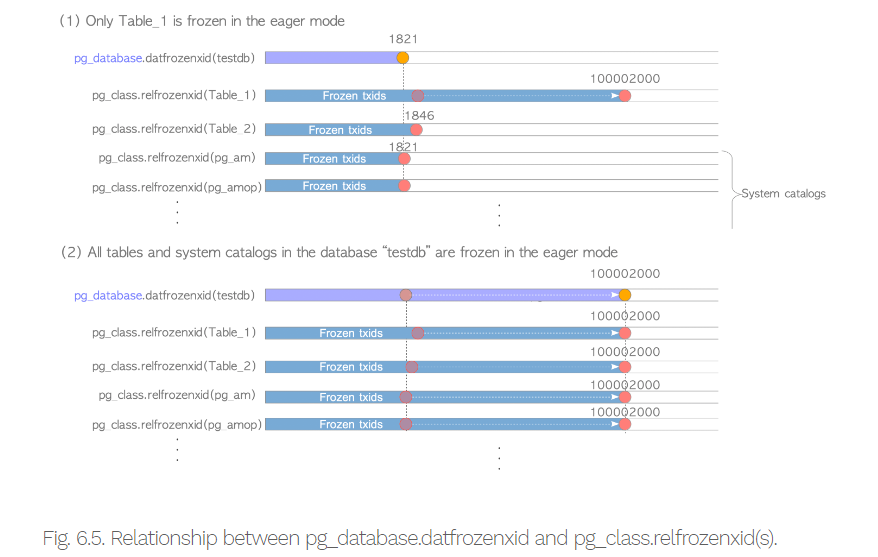 (1) Only Table_1 is frozen in the eager mode
1821
pg_database.datfrozenxid(testdb)
100002000
pg_class.relfrozenxid(Table_1) Frozen txids
1846
pg_class.relfrozenxid(Table_2) Frozen txids
1821
pg_class.relfrozenxid(pg_am) Frozen txids
pg_class.relfrozenxid(pg_amop) Frozen txids
System catalogs
(2) All tables and system catalogs in the database “testdb” are frozen in the eager mode
100002000
pg_database.datfrozenxid(testdb)
100002000
pg_class.relfrozenxid(Table_1) Frozen txids
100002000
pg_class.relfrozenxid(Table_2) Frozen txids
100002000
pg_class.relfrozenxid(pg_am) Frozen txids
100002000
pg_class.relfrozenxid(pg_amop) Frozen txids
Fig. 6.5. Relationship between pg_database.datfrozenxid and pg_class.relfrozenxid(s).